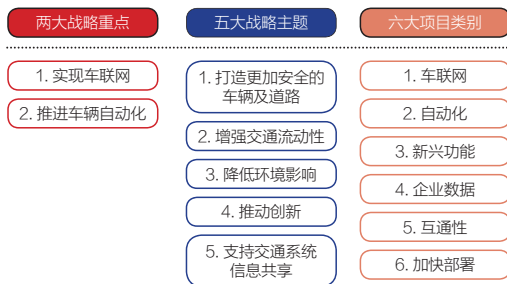 两大战略重点
1. 实现车联网
2. 推进车辆自动化
五大战略主题
1. 打造更加安全的
车辆及道路
2. 增强交通流动性
3. 降低环境影响
4. 推动创新
5. 支持交通系统
信息共享
六大项目类别
1. 车联网
2. 自动化
3. 新兴功能
4. 企业数据
5. 互通性
6. 加快部署